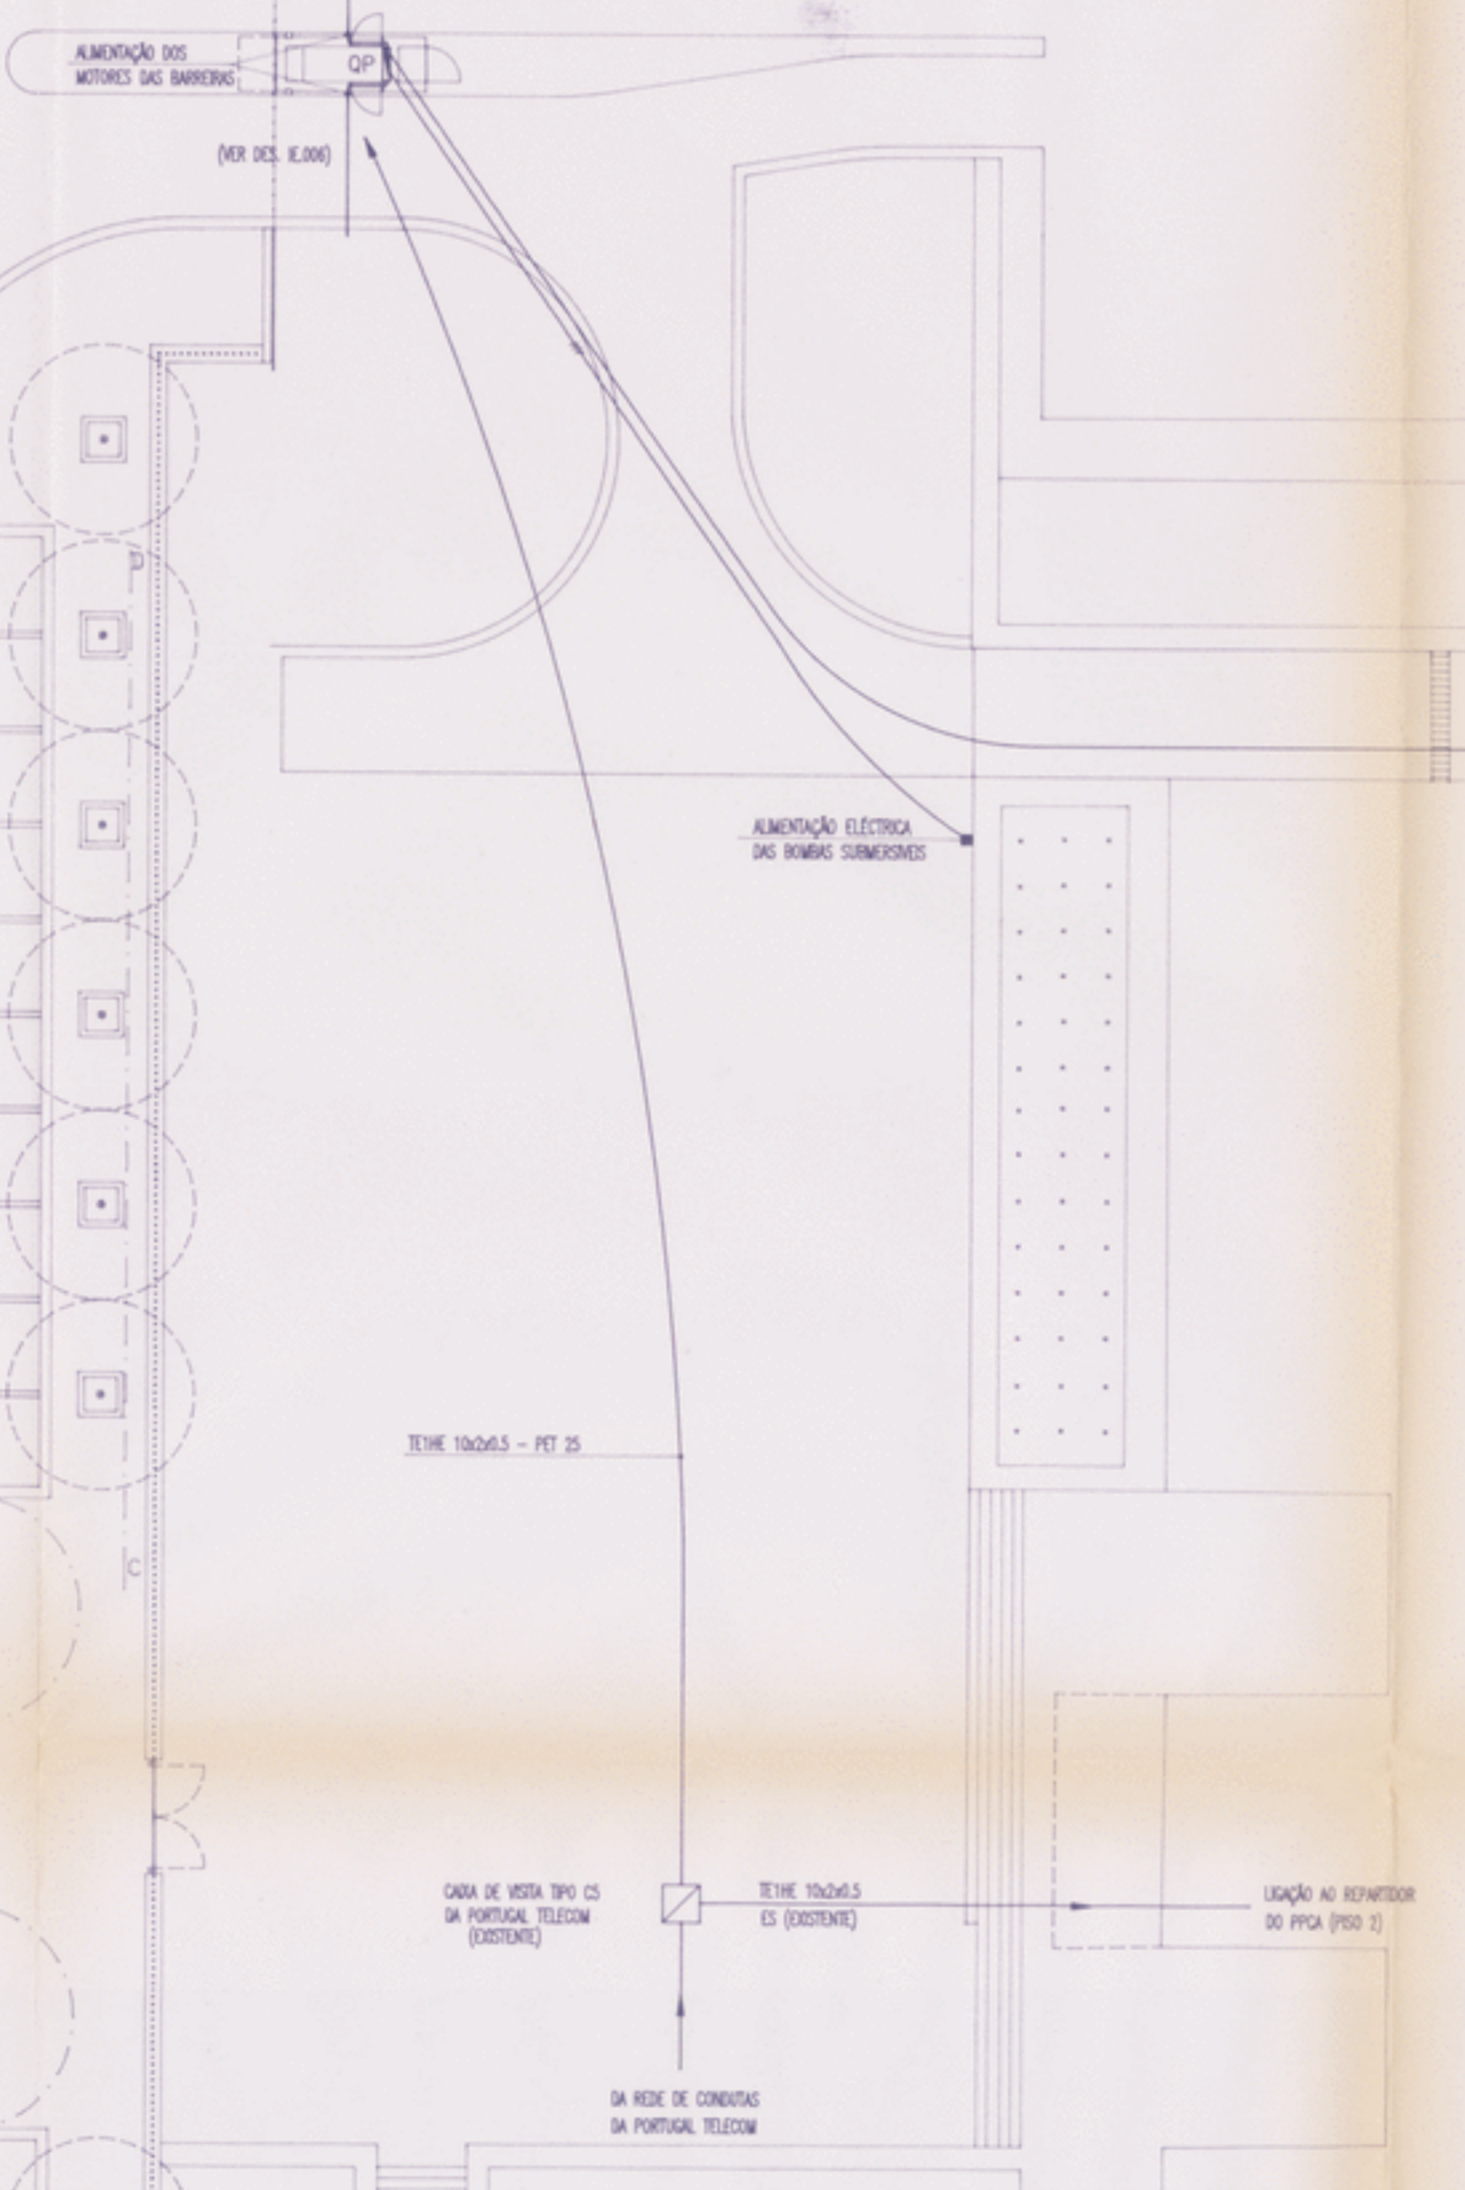 ALIMENTAÇÃO DOS
MOTORES DAS BARREIRAS
QP
(VER DES. IE.006)
D
ALIMENTAÇÃO ELÉCTRICA
DAS BOMBAS SUBMERSIVEIS
TE1HE 10x2x0.5 - PET 25
C
CAIXA DE VISITA TIPO C5
DA PORTUGAL TELECOM
(EXISTENTE)
TE1HE 10x2x0.5
ES (EXISTENTE)
LIGAÇÃO AO REPARTIDOR
DO PPCA (PISO 2)
DA REDE DE CONDUTAS
DA PORTUGAL TELECOM